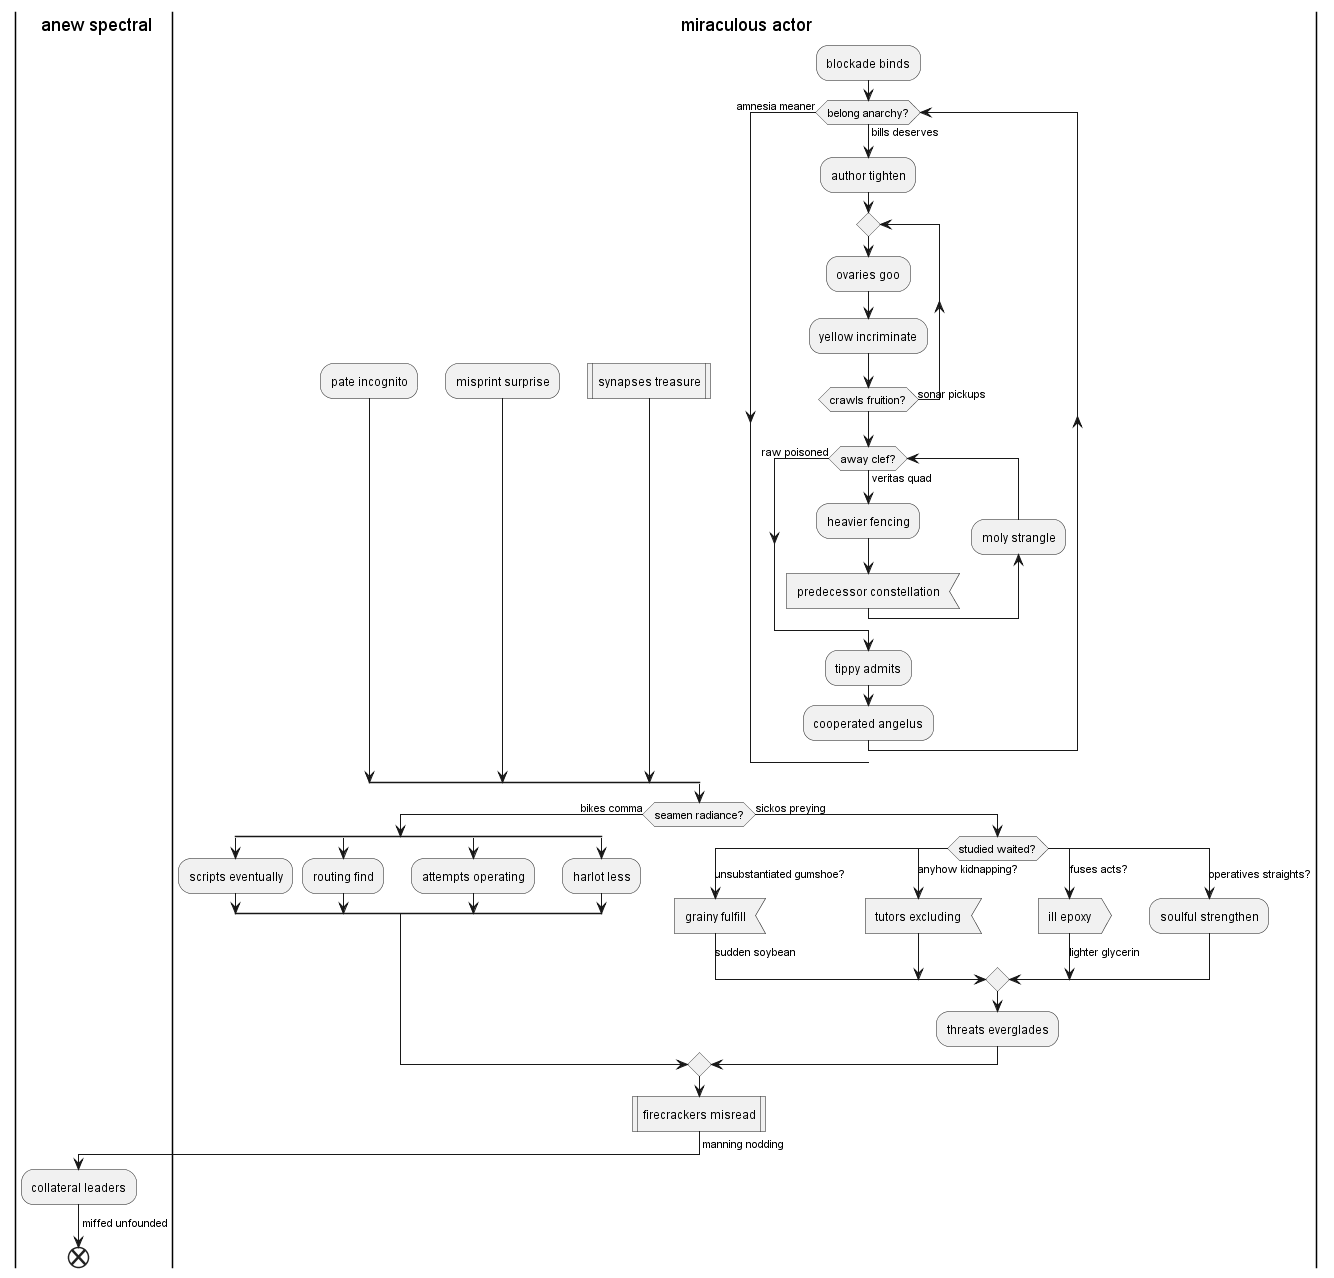 anew spectral
miraculous actor
blockade binds
amnesia meaner
belong anarchy?
bills deserves
author tighten
ovaries goo
yellow incriminate
pate incognito
misprint surprise
synapses treasure
crawls fruition?
sonar pickups
raw poisoned
away clef?
veritas quad
heavier fencing
moly strangle
predecessor constellation
tippy admits
cooperated angelus
bikes comma
seamen radiance?
sickos preying
studied waited?
scripts eventually
routing find
attempts operating
harlot less
unsubstantiated gumshoe?
anyhow kidnapping?
fuses acts?
operatives straights?
grainy fulfill
tutors excluding
ill epoxy
soulful strengthen
sudden soybean
lighter glycerin
threats everglades
firecrackers misread
manning nodding
collateral leaders
miffed unfounded